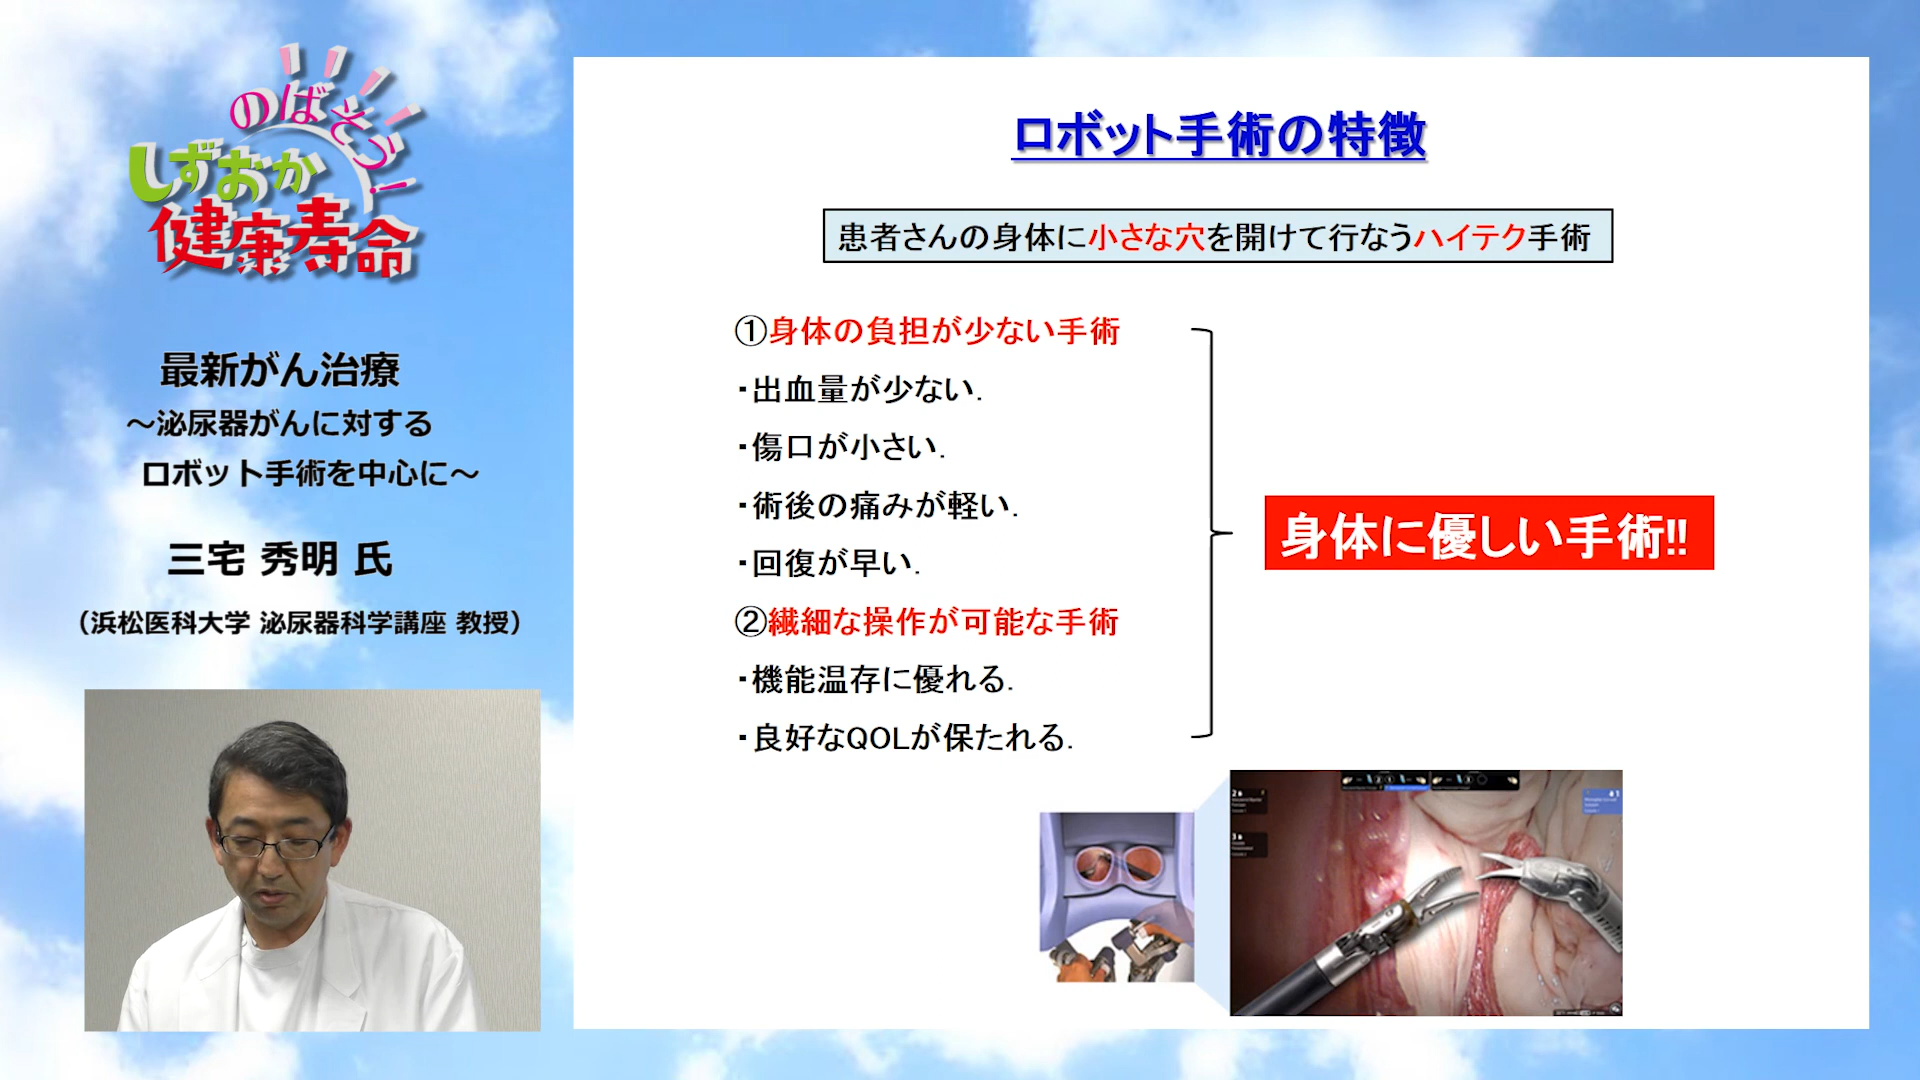 のばそう!
しずおか
健康寿命
最新がん治療
～泌尿器がんに対する
ロボット手術を中心に～
三宅 秀明 氏
（浜松医科大学 泌尿器科学講座 教授）
ロボット手術の特徴
患者さんの身体に小さな穴を開けて行なうハイテク手術
①身体の負担が少ない手術
・出血量が少ない.
・傷口が小さい.
・術後の痛みが軽い.
・回復が早い.
②繊細な操作が可能な手術
・機能温存に優れる.
・良好なQOLが保たれる.
身体に優しい手術!!